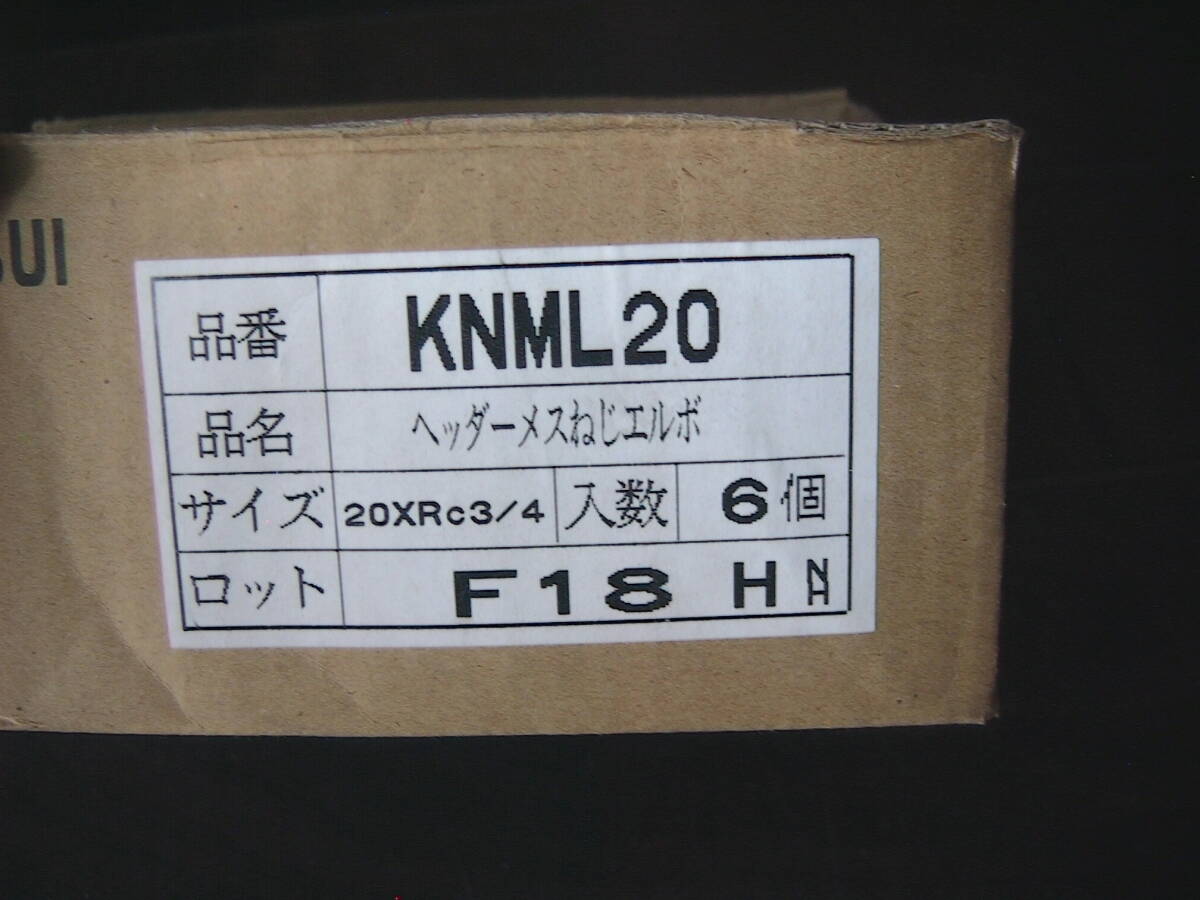 SUI
品番 KNML20
品名 ヘッダーメスねじエルボ
サイズ 20XRc3/4 入数 6個
ロット F18 H